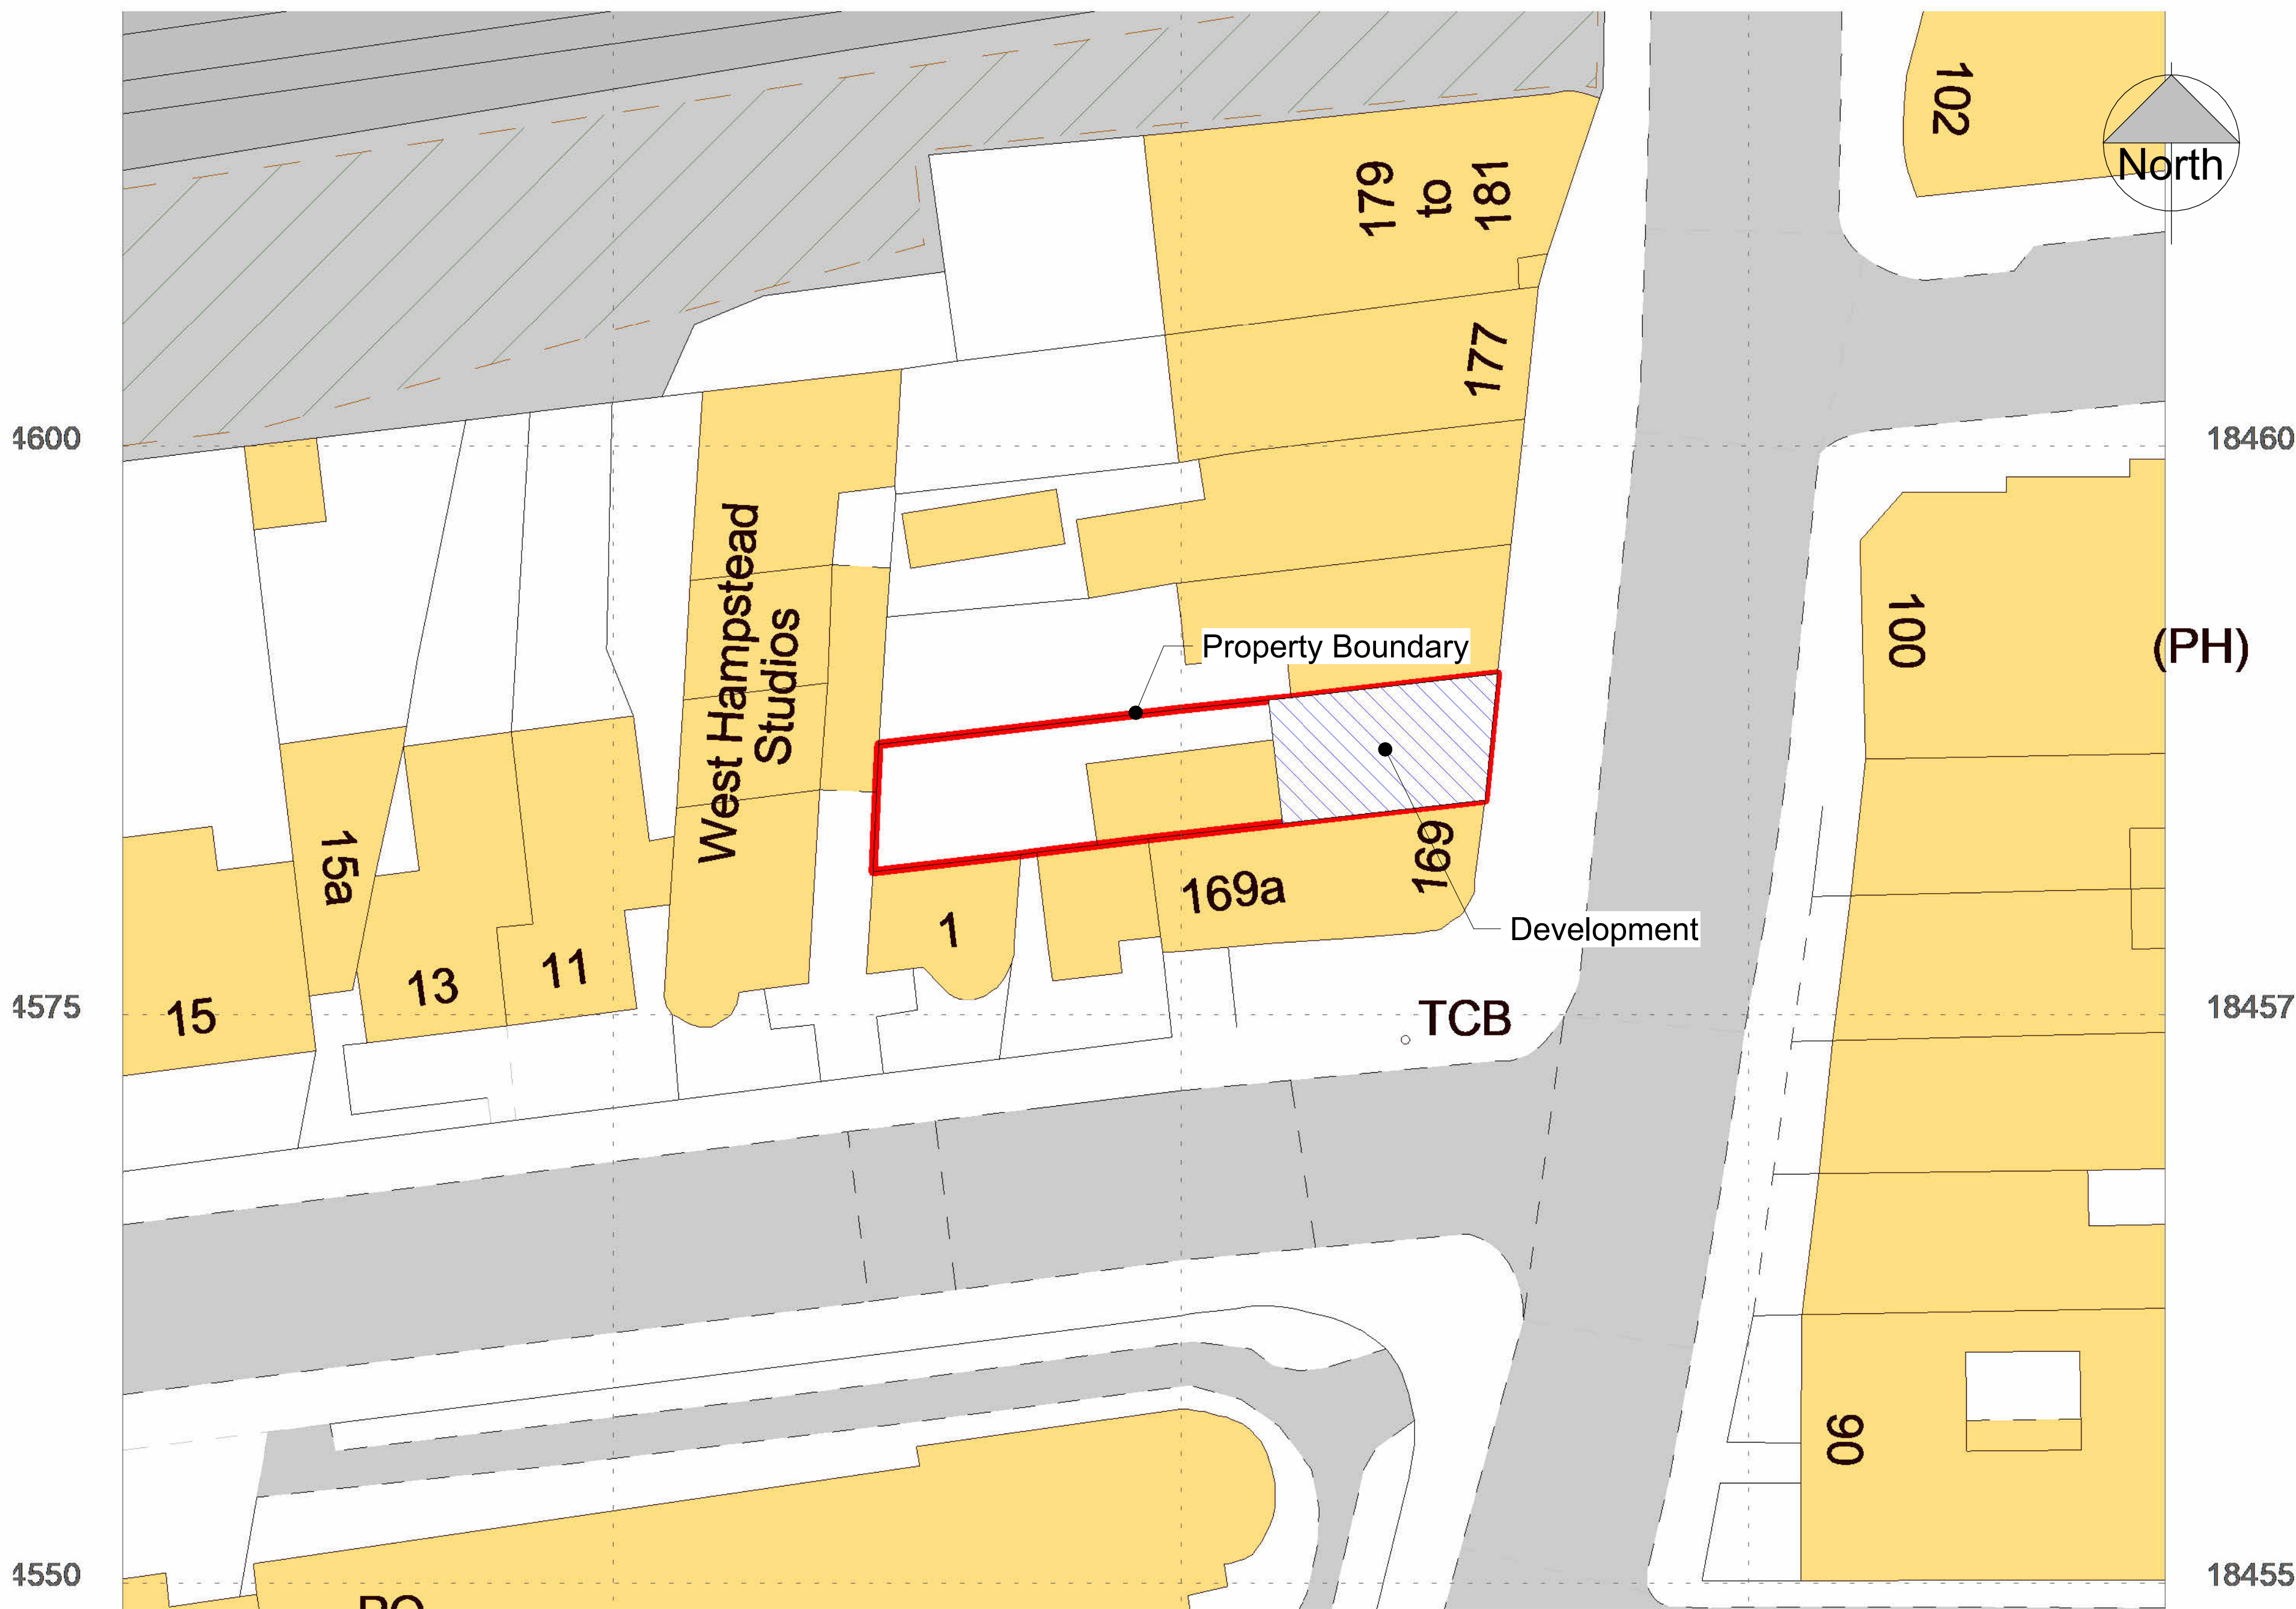 102
North
179
to
181
177
4600
18460
West Hampstead
Studios
100
(PH)
Property Boundary
15a
169
169a
1
Development
13
11
15
TCB
4575
18457
90
4550
18455